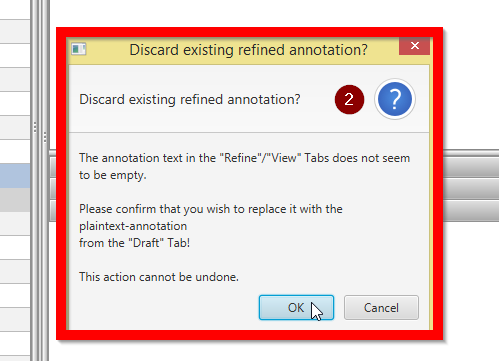 Discard existing refined annotation?
x
Discard existing refined annotation?
2
?
The annotation text in the "Refine"/"View" Tabs does not seem
to be empty.
Please confirm that you wish to replace it with the
plaintext-annotation
from the "Draft" Tab!
This action cannot be undone.
OK
Cancel